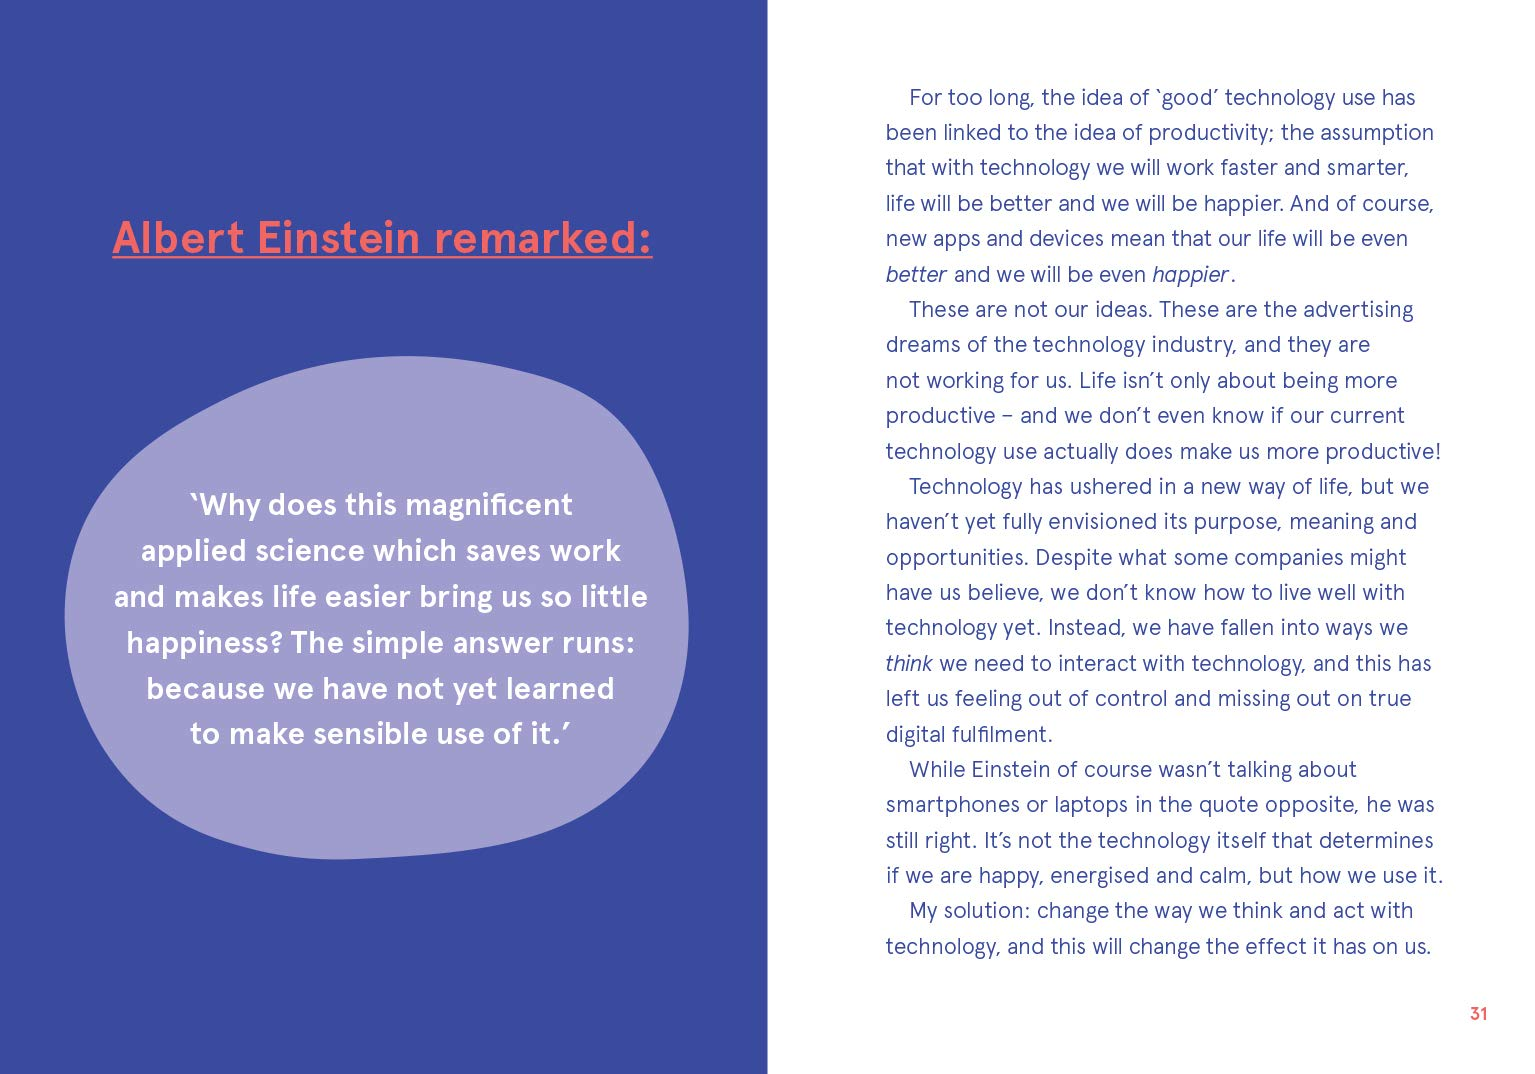 Albert Einstein remarked:
‘Why does this magnificent
applied science which saves work
and makes life easier bring us so little
happiness? The simple answer runs:
because we have not yet learned
to make sensible use of it.’
For too long, the idea of ‘good’ technology use has
been linked to the idea of productivity; the assumption
that with technology we will work faster and smarter,
life will be better and we will be happier. And of course,
new apps and devices mean that our life will be even
better and we will be even happier.
These are not our ideas. These are the advertising
dreams of the technology industry, and they are
not working for us. Life isn’t only about being more
productive – and we don’t even know if our current
technology use actually does make us more productive!
Technology has ushered in a new way of life, but we
haven’t yet fully envisioned its purpose, meaning and
opportunities. Despite what some companies might
have us believe, we don’t know how to live well with
technology yet. Instead, we have fallen into ways we
think we need to interact with technology, and this has
left us feeling out of control and missing out on true
digital fulfilment.
While Einstein of course wasn’t talking about
smartphones or laptops in the quote opposite, he was
still right. It’s not the technology itself that determines
if we are happy, energised and calm, but how we use it.
My solution: change the way we think and act with
technology, and this will change the effect it has on us.
31